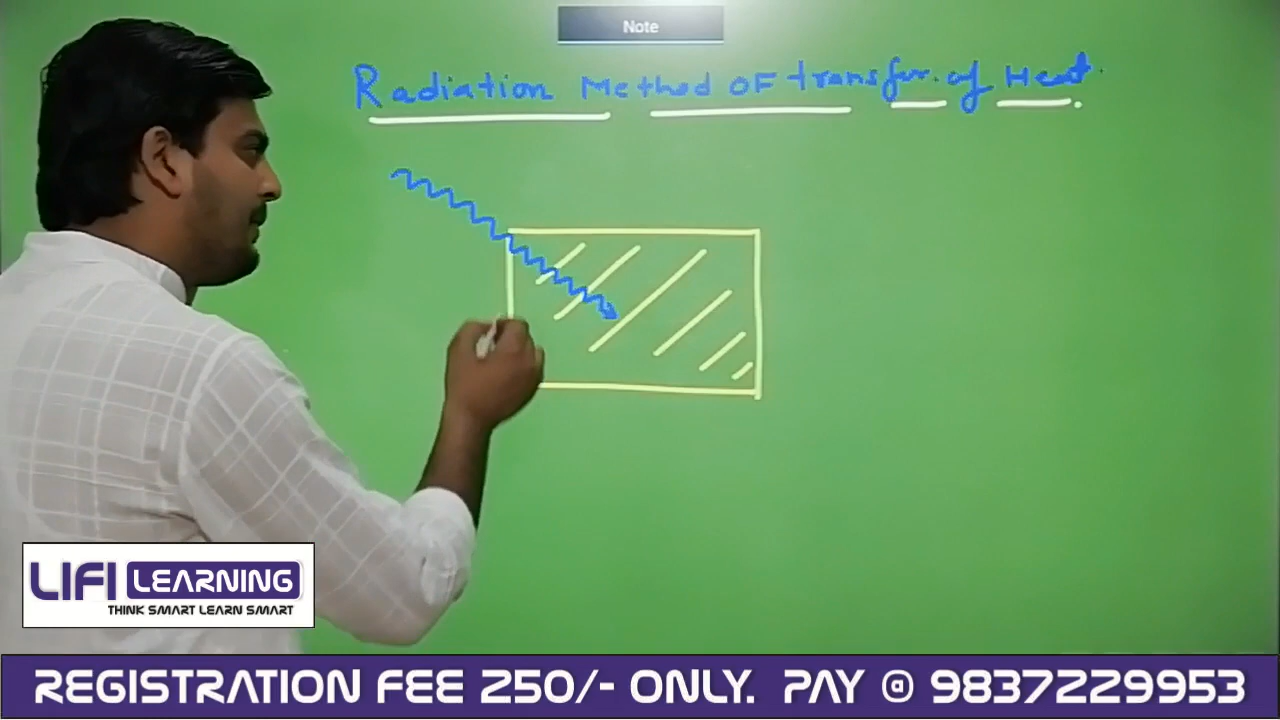 Note
Radiation Method OF transfer. of Heat.
LIFI LEARNING
THINK SMART LEARN SMART
REGISTRATION FEE 250/- ONLY. PAY @ 9837229953